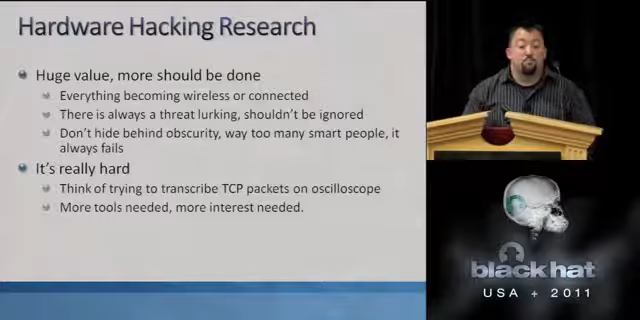 Hardware Hacking Research
Huge value, more should be done
Everything becoming wireless or connected
There is always a threat lurking, shouldn't be ignored
Don't hide behind obscurity, way too many smart people, it
always fails
It's really hard
Think of trying to transcribe TCP packets on oscilloscope
More tools needed, more interest needed.
black hat
USA + 2011